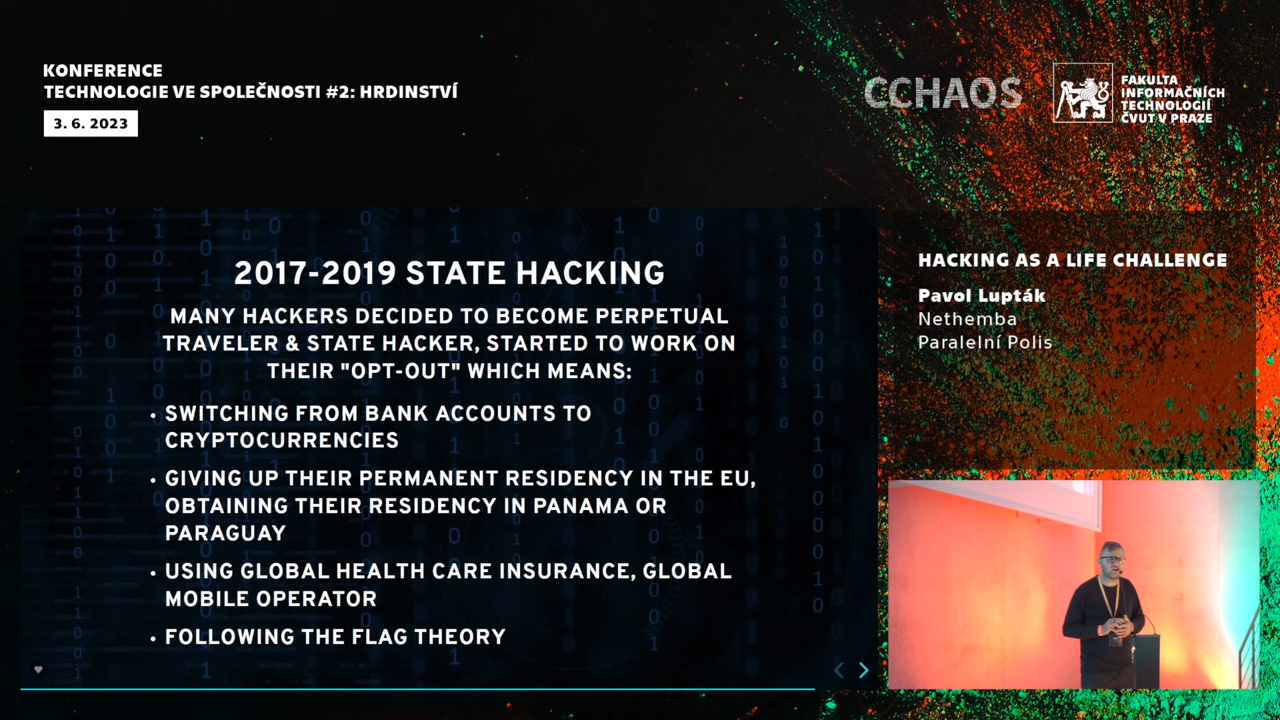 KONFERENCE
TECHNOLOGIE VE SPOLEČNOSTI #2: HRDINSTVÍ
3. 6. 2023
CCHAOS
FAKULTA
INFORMAČNÍCH
TECHNOLOGIÍ
ČVUT V PRAZE
2017-2019 STATE HACKING
MANY HACKERS DECIDED TO BECOME PERPETUAL
TRAVELER & STATE HACKER, STARTED TO WORK ON
THEIR "OPT-OUT" WHICH MEANS:
• SWITCHING FROM BANK ACCOUNTS TO
CRYPTOCURRENCIES
• GIVING UP THEIR PERMANENT RESIDENCY IN THE EU,
OBTAINING THEIR RESIDENCY IN PANAMA OR
PARAGUAY
• USING GLOBAL HEALTH CARE INSURANCE, GLOBAL
MOBILE OPERATOR
• FOLLOWING THE FLAG THEORY
HACKING AS A LIFE CHALLENGE
Pavol Lupták
Nethemba
Paralelní Polis